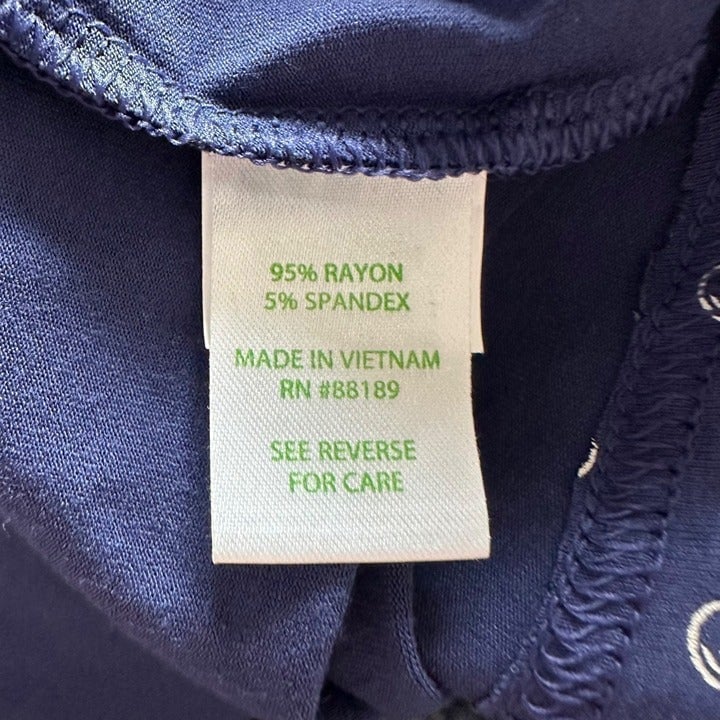 95% RAYON
5% SPANDEX
MADE IN VIETNAM
RN #88189
SEE REVERSE
FOR CARE